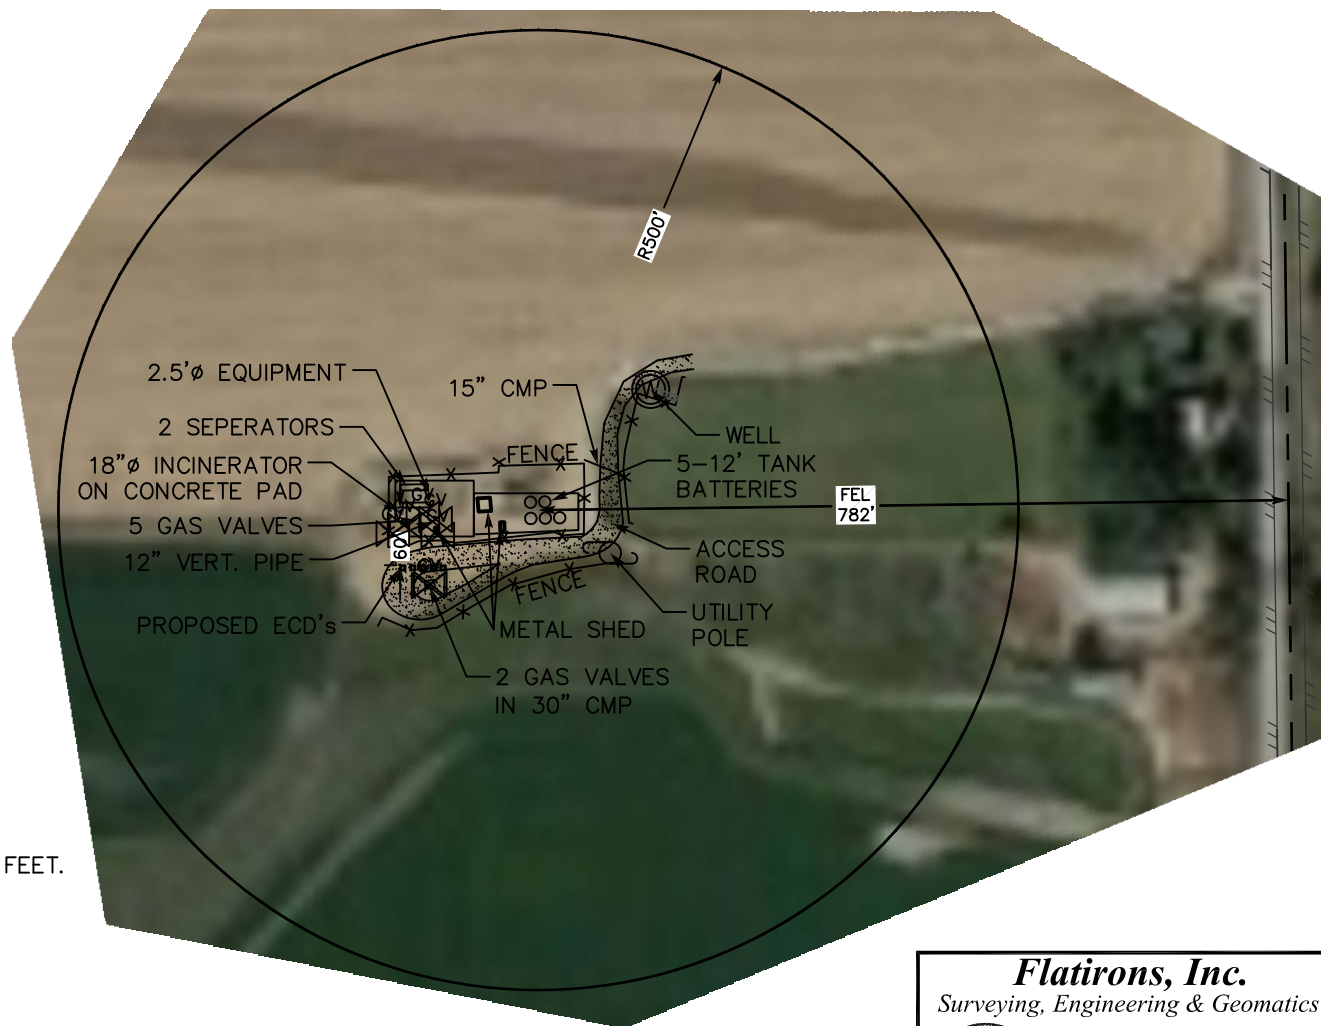 R500'
2.5'ø EQUIPMENT
15" CMP
2 SEPERATORS
WELL
FENCE
18"ø INCINERATOR
ON CONCRETE PAD
5-12' TANK
BATTERIES
FEL
782'
5 GAS VALVES
12" VERT. PIPE
60'
ACCESS
ROAD
FENCE
PROPOSED ECD's
METAL SHED
UTILITY
POLE
2 GAS VALVES
IN 30" CMP
W
FEET.
Flatirons, Inc.
Surveying, Engineering & Geomatics